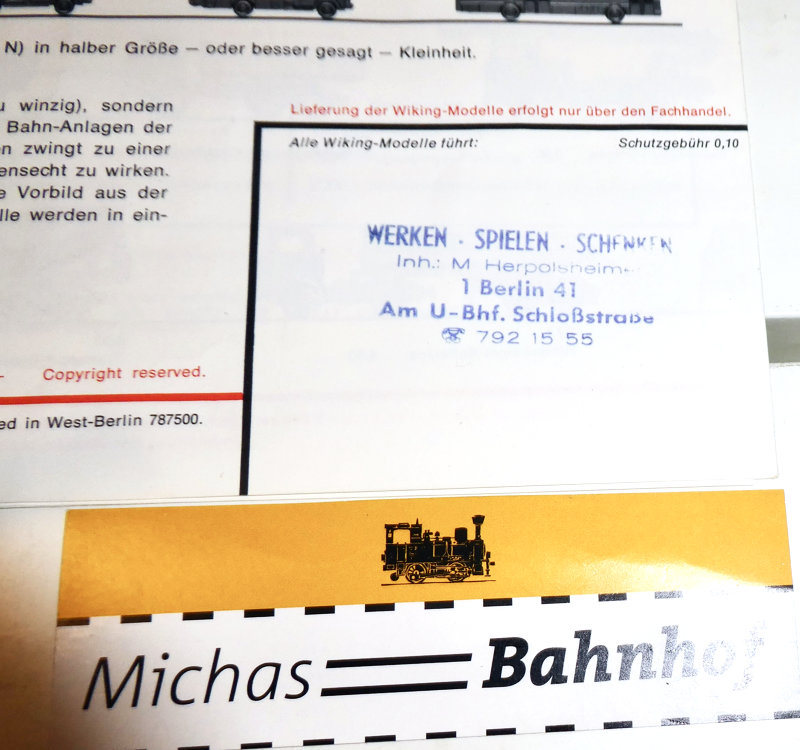 N) in halber Größe – oder besser gesagt – Kleinheit.
winzig), sondern
Bahn-Anlagen der
zwingt zu einer
zu wirken.
Vorbild aus der
werden in ein-
Lieferung der Wiking-Modelle erfolgt nur über den Fachhandel.
Alle Wiking-Modelle führt: Schutzgebühr 0,10
WERKEN · SPIELEN · SCHENKEN
Inh.: M Herpolsheim
1 Berlin 41
Am U-Bhf. Schloßstraße
☎ 792 15 55
Copyright reserved.
in West-Berlin 787500.
Michas Bahnhof